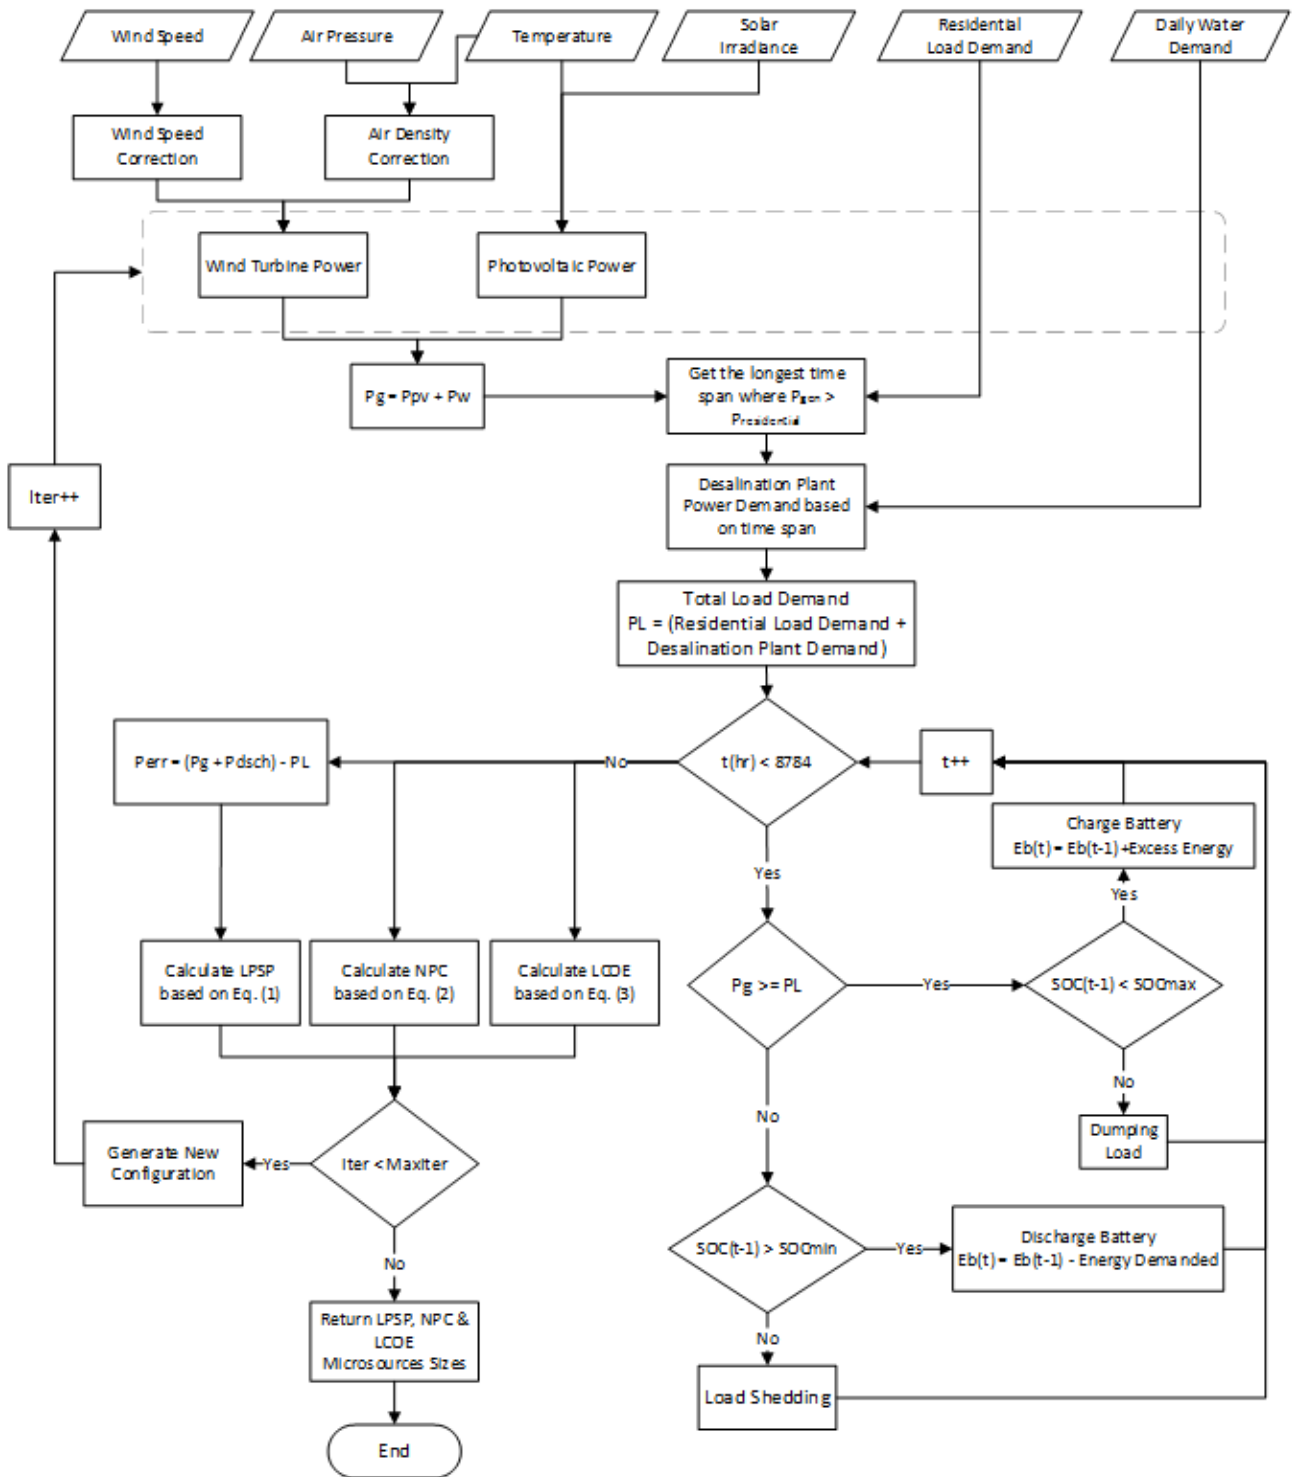 Wind Speed
Air Pressure
Temperature
Solar
Irradiance
Residential
Load Demand
Daily Water
Demand
Wind Speed
Correction
Air Density
Correction
Wind Turbine Power
Photovoltaic Power
Pg = Ppv + Pw
Get the longest time
span where Pgen >
Presidential
Iter++
Desalination Plant
Power Demand based
on time span
Total Load Demand
PL = (Residential Load Demand +
Desalination Plant Demand)
Perr = (Pg + Pdsch) - PL
No
t(hr) < 8784
t++
Charge Battery
Eb(t) = Eb(t-1) +Excess Energy
Yes
Yes
Calculate LPSP
based on Eq. (1)
Calculate NPC
based on Eq. (2)
Calculate LCOE
based on Eq. (3)
Pg >= PL
Yes
SOC(t-1) < SOCmax
No
No
Dumping
Load
Generate New
Configuration
Yes
Iter < MaxIter
No
SOC(t-1) > SOCmin
Yes
Discharge Battery
Eb(t) = Eb(t-1) - Energy Demanded
Return LPSP, NPC &
LCOE
Microsources Sizes
No
Load Shedding
End